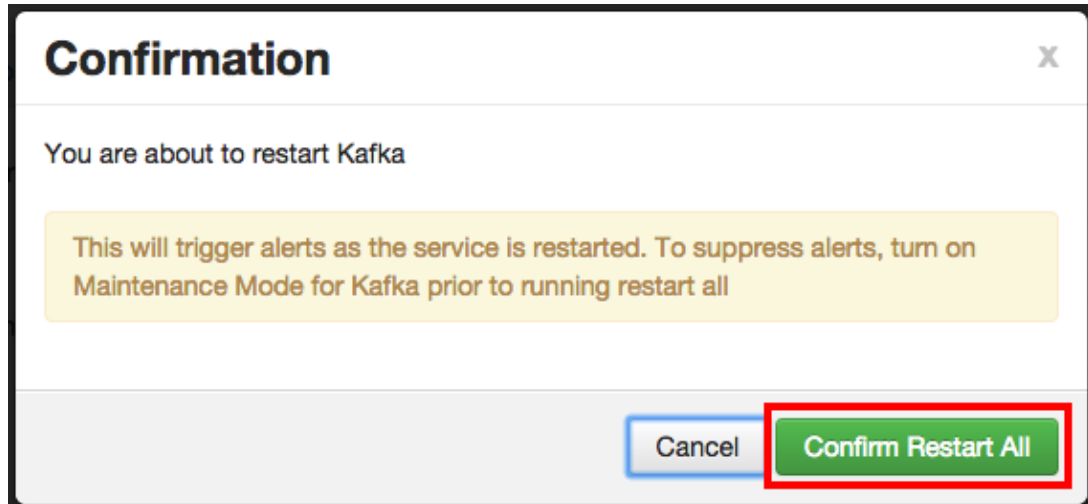 Confirmation
x
You are about to restart Kafka
This will trigger alerts as the service is restarted. To suppress alerts, turn on
Maintenance Mode for Kafka prior to running restart all
Cancel
Confirm Restart All